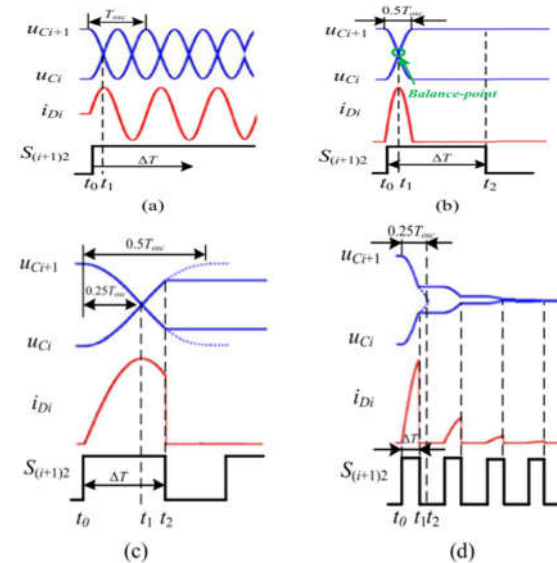 T_osc
u_Ci+1
u_Ci
i_Di
S_(i+1)2
ΔT
t_0 t_1
(a)
0.5T_osc
u_Ci+1
u_Ci
Balance-point
i_Di
S_(i+1)2
ΔT
t_0 t_1 t_2
(b)
0.5T_osc
u_Ci+1
0.25T_osc
u_Ci
i_Di
S_(i+1)2
ΔT
t_0 t_1 t_2
(c)
0.25T_osc
u_Ci+1
u_Ci
i_Di
ΔT
S_(i+1)2
t_0 t_1 t_2
(d)